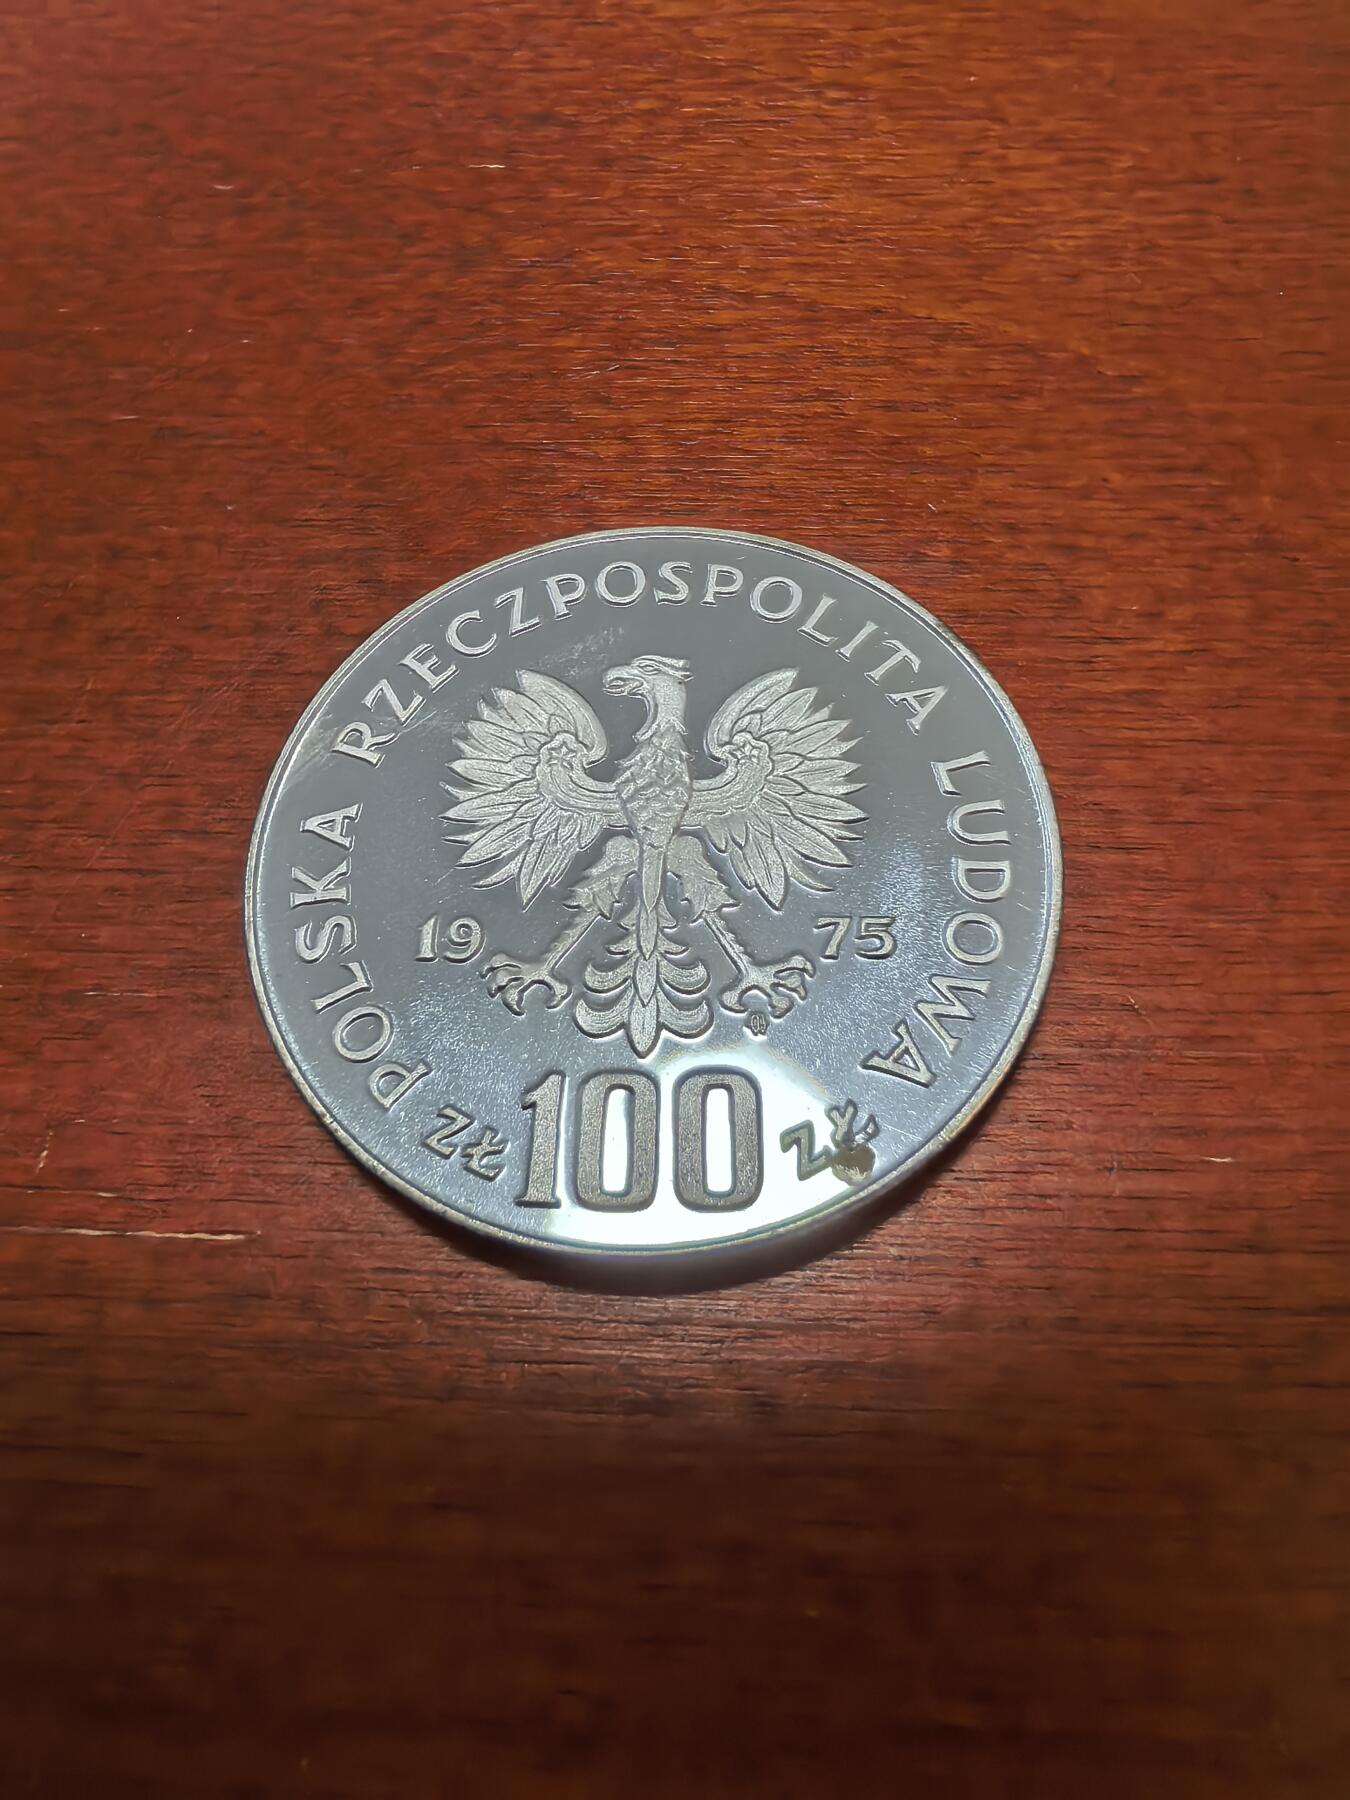 POLSKA RZECZPOSPOLITA LUDOWA
19 75
ZŁ 100 ZŁ